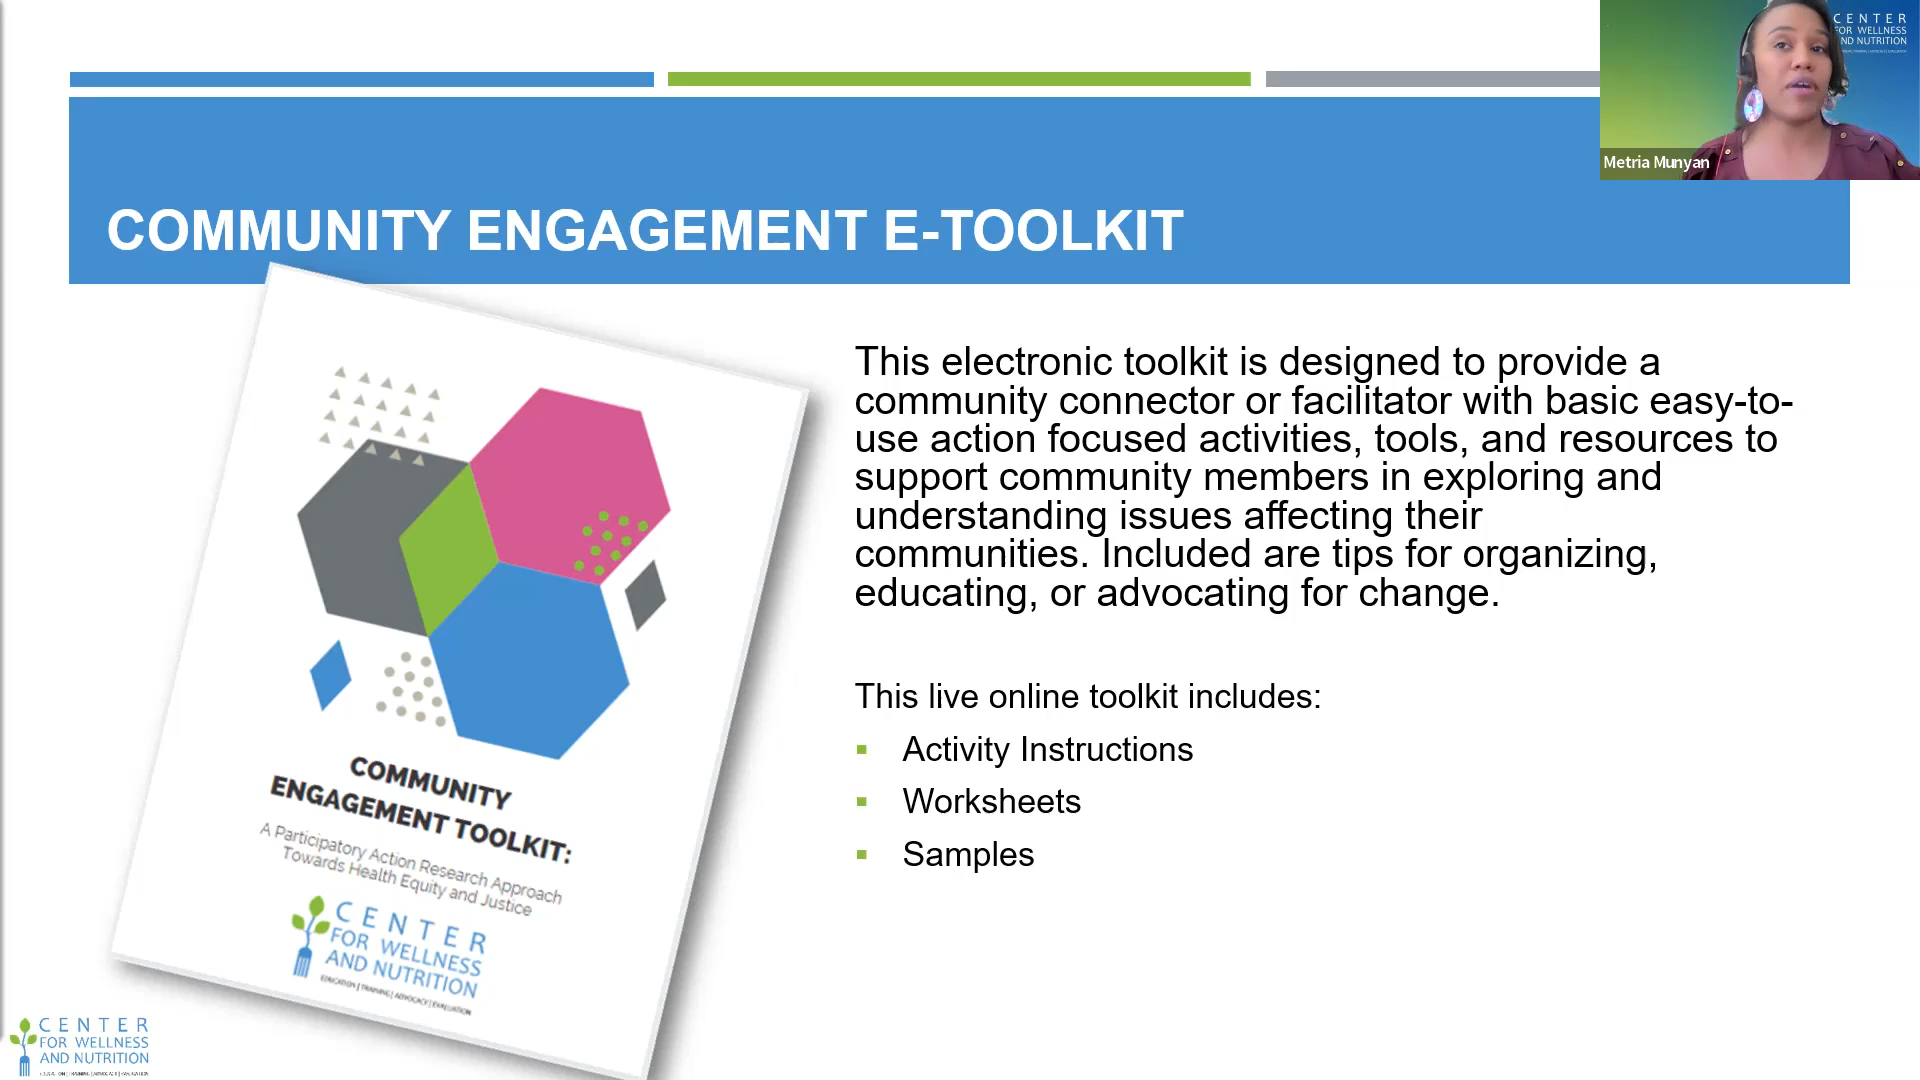 CENTER
FOR WELLNESS
AND NUTRITION
Metria Munyan
COMMUNITY ENGAGEMENT E-TOOLKIT
This electronic toolkit is designed to provide a
community connector or facilitator with basic easy-to-
use action focused activities, tools, and resources to
support community members in exploring and
understanding issues affecting their
communities. Included are tips for organizing,
educating, or advocating for change.
This live online toolkit includes:
▪ Activity Instructions
▪ Worksheets
▪ Samples
COMMUNITY
ENGAGEMENT TOOLKIT:
A Participatory Action Research Approach
Towards Health Equity and Justice
CENTER
FOR WELLNESS
AND NUTRITION
EDUCATION | TRAINING | ADVOCACY | EVALUATION
CENTER
FOR WELLNESS
AND NUTRITION